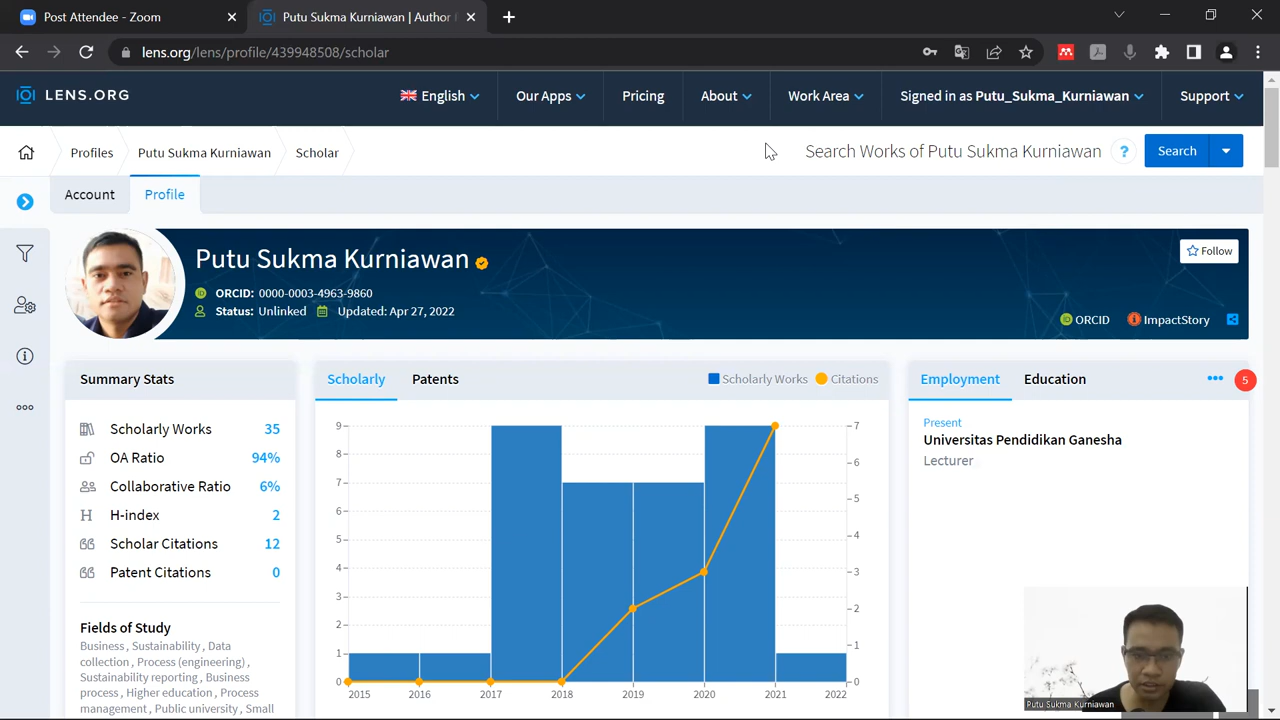 Post Attendee - Zoom
Putu Sukma Kurniawan | Author
lens.org/lens/profile/439948508/scholar
LENS.ORG
English
Our Apps
Pricing
About
Work Area
Signed in as Putu_Sukma_Kurniawan
Support
Profiles
Putu Sukma Kurniawan
Scholar
Search Works of Putu Sukma Kurniawan
?
Search
Account
Profile
Putu Sukma Kurniawan
Follow
ORCID: 0000-0003-4963-9860
Status: Unlinked Updated: Apr 27, 2022
ORCID
ImpactStory
Summary Stats
Scholarly Works 35
OA Ratio 94%
Collaborative Ratio 6%
H-index 2
Scholar Citations 12
Patent Citations 0
Fields of Study
Business , Sustainability , Data
collection , Process (engineering) ,
Sustainability reporting , Business
process , Higher education , Process
management , Public university , Small
Scholarly
Patents
Scholarly Works
Citations
9
8
7
6
5
4
3
2
1
0
7
6
5
4
3
2
1
0
2015 2016 2017 2018 2019 2020 2021 2022
Employment
Education
5
Present
Universitas Pendidikan Ganesha
Lecturer
Putu Sukma Kurniawan